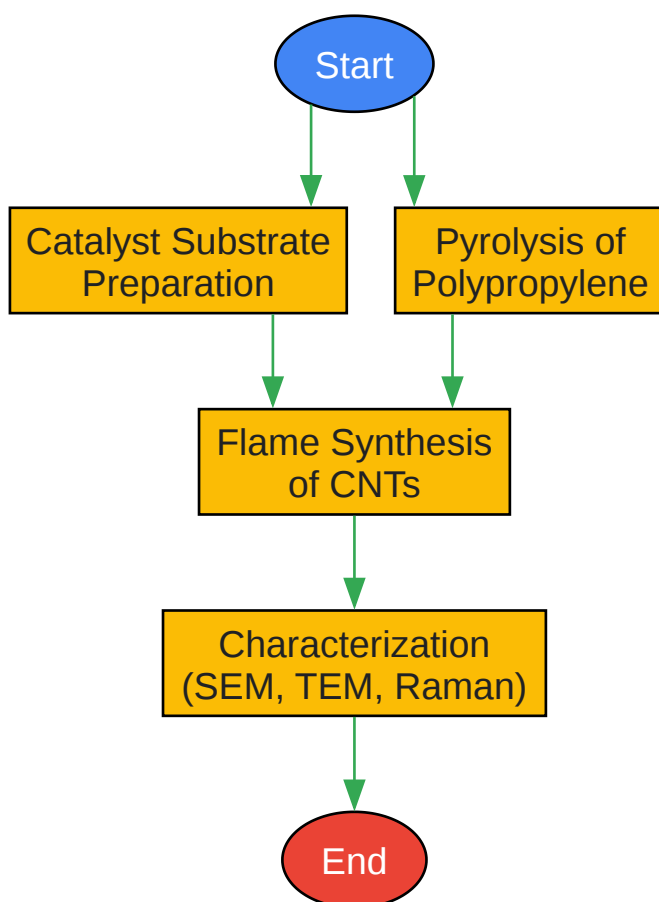 Start
Catalyst Substrate
Preparation
Pyrolysis of
Polypropylene
Flame Synthesis
of CNTs
Characterization
(SEM, TEM, Raman)
End